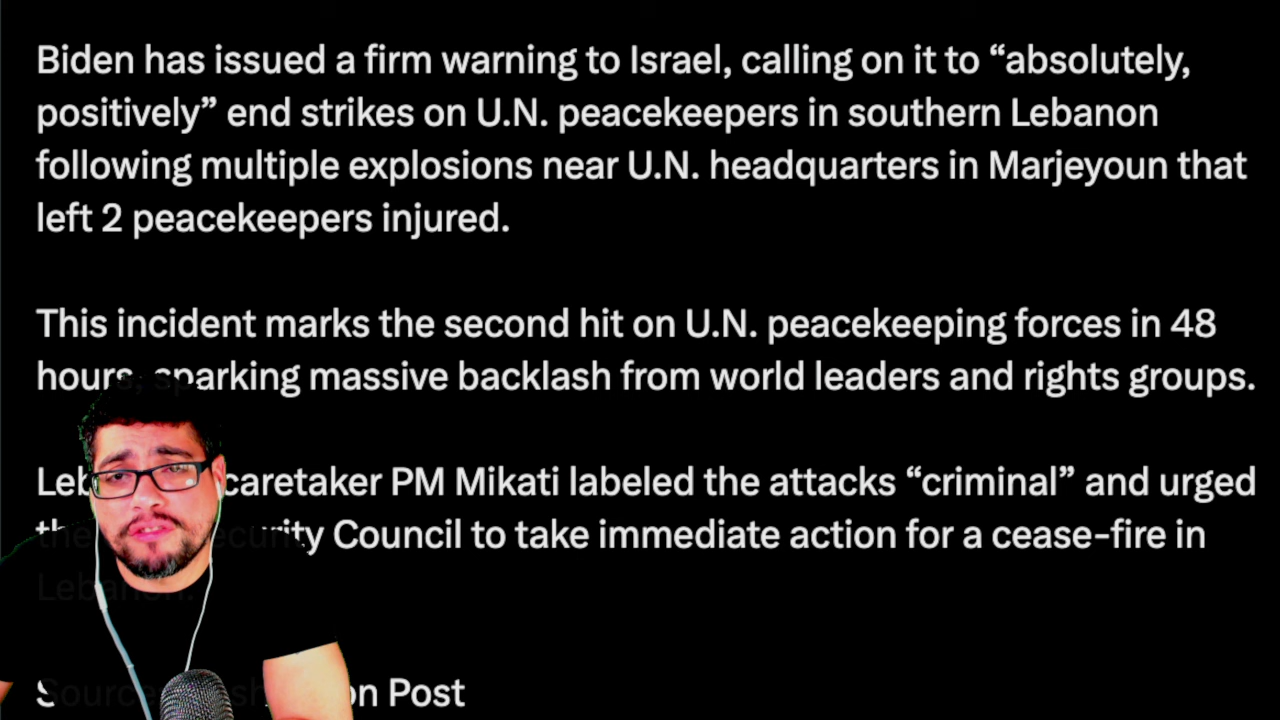 Biden has issued a firm warning to Israel, calling on it to “absolutely,
positively” end strikes on U.N. peacekeepers in southern Lebanon
following multiple explosions near U.N. headquarters in Marjeyoun that
left 2 peacekeepers injured.
This incident marks the second hit on U.N. peacekeeping forces in 48
hours, sparking massive backlash from world leaders and rights groups.
caretaker PM Mikati labeled the attacks “criminal” and urged
the Council to take immediate action for a cease-fire in
Lebanon.
Post